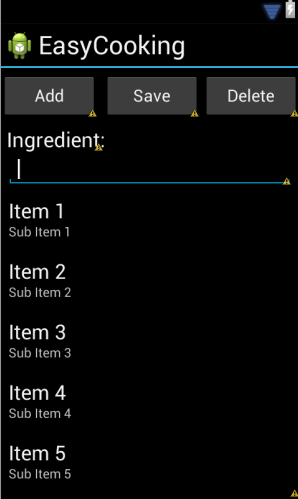 EasyCooking
Add Save Delete
Ingredient:
Item 1
Sub Item 1
Item 2
Sub Item 2
Item 3
Sub Item 3
Item 4
Sub Item 4
Item 5
Sub Item 5